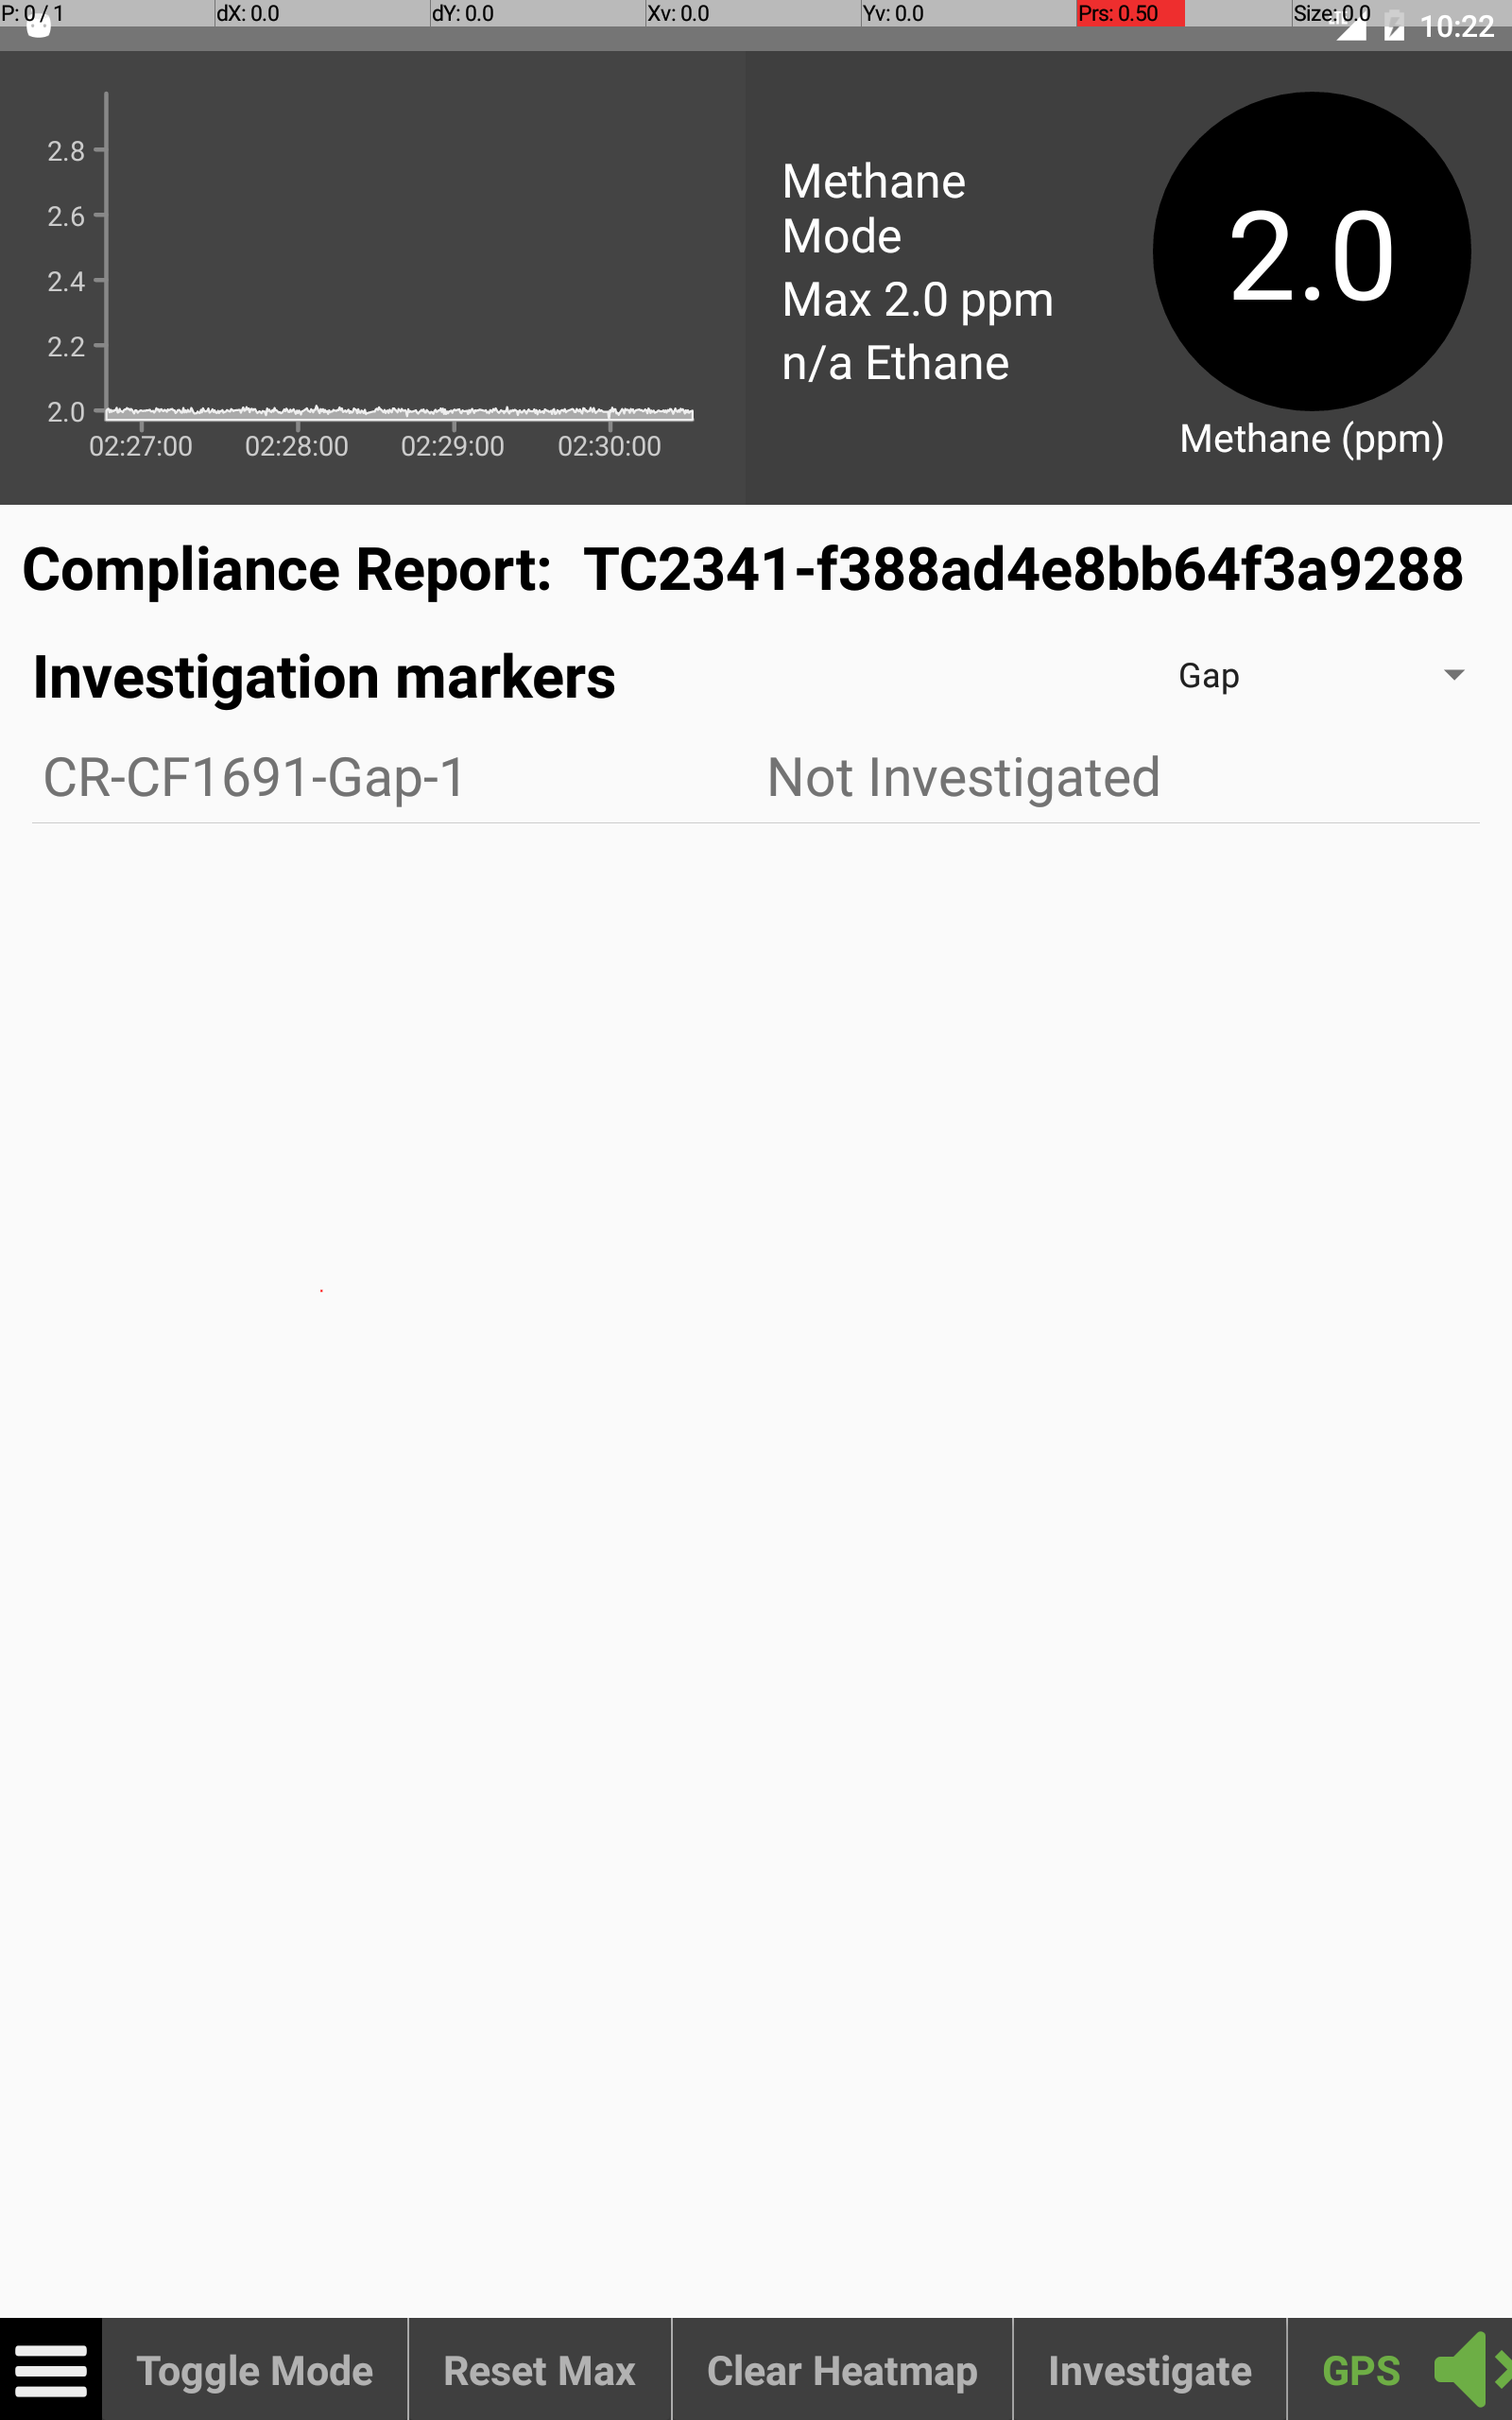 P: 0 / 1 dX: 0.0 dY: 0.0 Xv: 0.0 Yv: 0.0 Prs: 0.50 Size: 0.0
10:22
2.8
2.6
2.4
2.2
2.0
02:27:00 02:28:00 02:29:00 02:30:00
Methane
Mode
Max 2.0 ppm
n/a Ethane
2.0
Methane (ppm)
Compliance Report: TC2341-f388ad4e8bb64f3a9288
Investigation markers Gap
CR-CF1691-Gap-1 Not Investigated
Toggle Mode Reset Max Clear Heatmap Investigate GPS